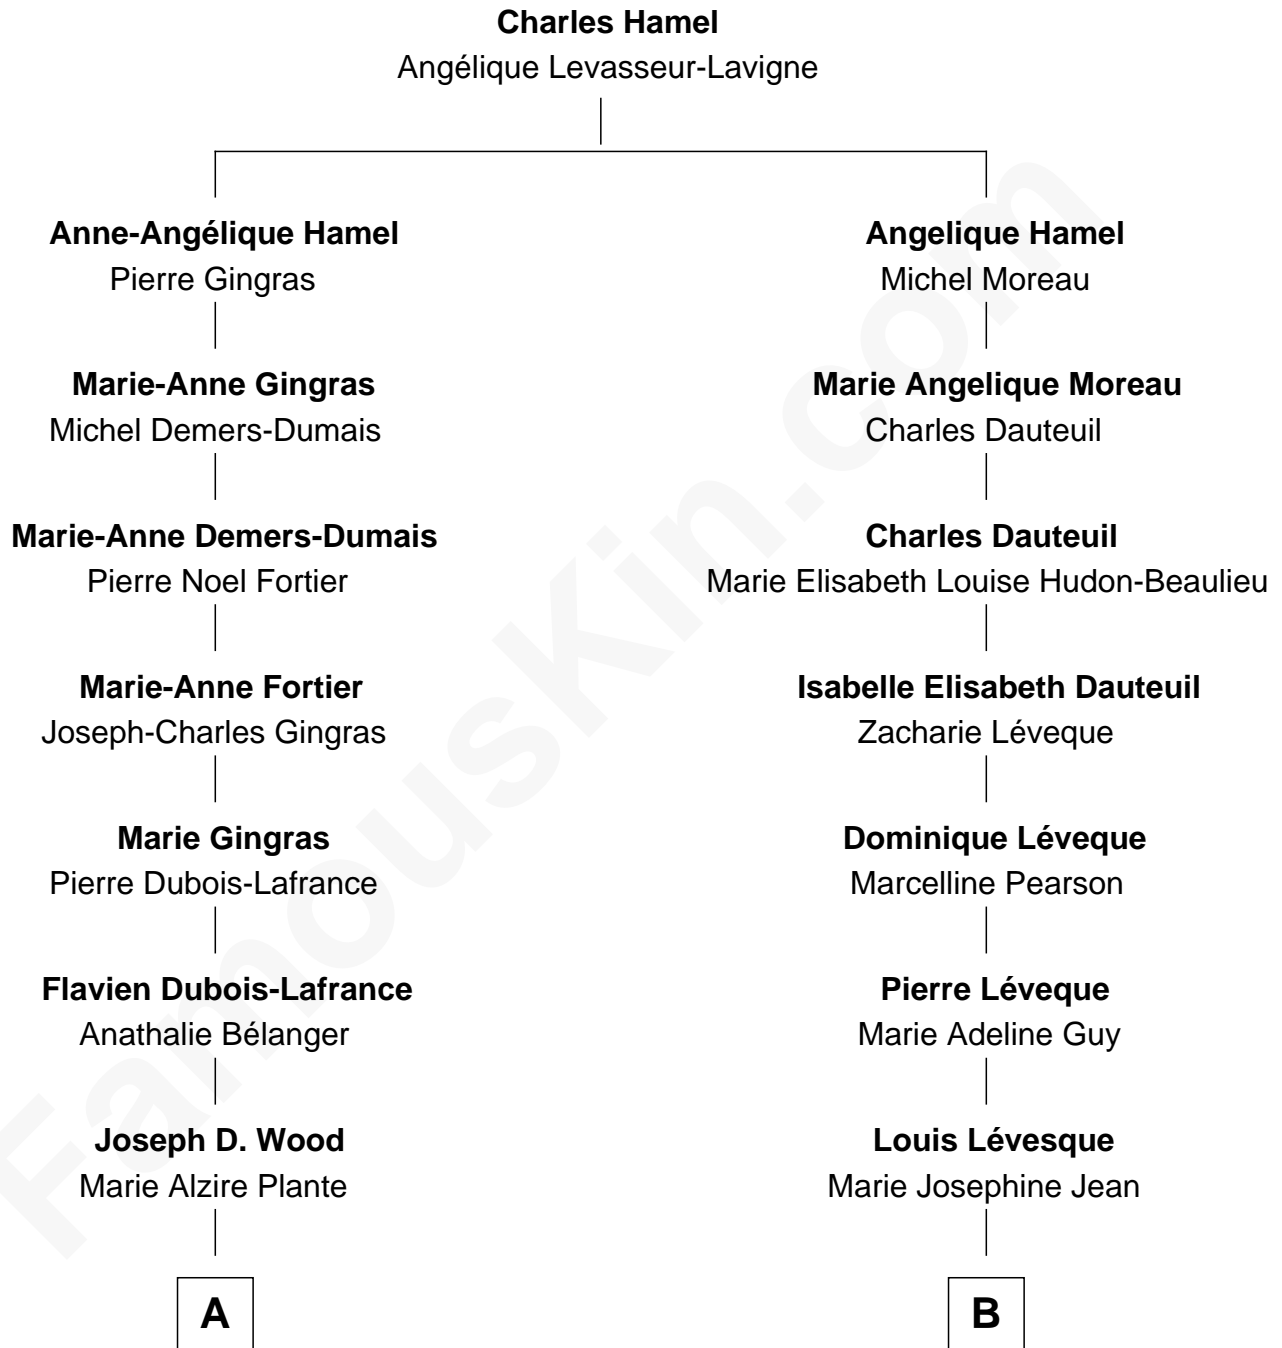 Charles Hamel
Angélique Levasseur-Lavigne
Anne-Angélique Hamel
Pierre Gingras
Angelique Hamel
Michel Moreau
Marie-Anne Gingras
Michel Demers-Dumais
Marie Angelique Moreau
Charles Dauteuil
Marie-Anne Demers-Dumais
Pierre Noel Fortier
Charles Dauteuil
Marie Elisabeth Louise Hudon-Beaulieu
Marie-Anne Fortier
Joseph-Charles Gingras
Isabelle Elisabeth Dauteuil
Zacharie Léveque
Marie Gingras
Pierre Dubois-Lafrance
Dominique Léveque
Marcelline Pearson
Flavien Dubois-Lafrance
Anathalie Bélanger
Pierre Léveque
Marie Adeline Guy
Joseph D. Wood
Marie Alzire Plante
Louis Lévesque
Marie Josephine Jean
A
B
FamousKin.com